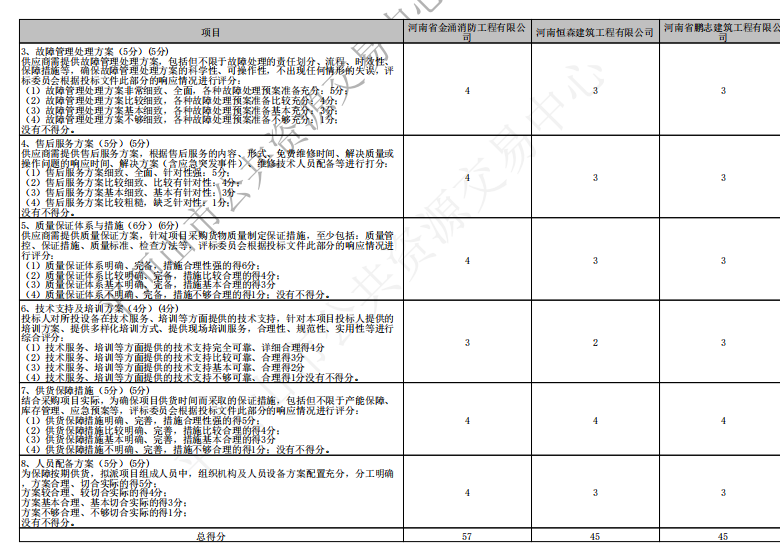 项目
河南省金涌消防工程有限公司
河南恒森建筑工程有限公司
河南省鹏志建筑工程有限公
3、故障管理处理方案（5分）(5分)
供应商需提供故障管理处理方案，包括但不限于故障处理的责任划分、流程、时效性、
保障措施等，确保故障管理处理方案的科学性、可操作性，不出现任何情形的失误，评
标委员会根据投标文件此部分的响应情况进行评分：
（1）故障管理处理方案非常细致、全面，各种故障处理预案准备充分：5分；
（2）故障管理处理方案比较细致，各种故障处理预案准备比较充分：4分；
（3）故障管理处理方案基本细致，各种故障处理预案准备基本充分：3分；
（4）故障管理处理方案不够细致，各种故障处理预案准备不够充分：1分；
没有不得分。
4
3
3
4、售后服务方案（5分）(5分)
供应商需提供售后服务方案，根据售后服务的内容、形式、免费维修时间、解决质量或
操作问题的响应时间、解决方案（含应急突发事件）、维修技术人员配备等进行打分：
（1）售后服务方案细致、全面、针对性强：5分；
（2）售后服务方案比较细致、比较有针对性：4分；
（3）售后服务方案基本细致、基本有针对性：3分
（4）售后服务方案比较粗糙，缺乏针对性：1分；
没有不得分。
4
3
3
5、质量保证体系与措施（6分）(6分)
供应商需提供质量保证方案，针对项目采购货物质量制定保证措施，至少包括：质量管
控、保证措施、质量标准、检查方法等，评标委员会根据投标文件此部分的响应情况进
行评分：
（1）质量保证体系明确、完备，措施合理性强的得6分；
（2）质量保证体系比较明确、完备，措施比较合理的得4分；
（3）质量保证体系基本明确、完备，措施基本合理的得3分
（4）质量保证体系不明确、完备，措施不够合理的得1分；没有不得分。
4
3
3
6、技术支持及培训方案（4分）(4分)
投标人对所投设备在技术服务、培训等方面提供的技术支持，针对本项目投标人提供的
培训方案、提供多样化培训方式、提供现场培训服务，合理性、规范性、实用性等进行
综合评分：
（1）技术服务、培训等方面提供的技术支持完全可靠、详细合理得4分
（2）技术服务、培训等方面提供的技术支持比较可靠、合理得3分
（3）技术服务、培训等方面提供的技术支持基本可靠、合理得2分
（4）技术服务、培训等方面提供的技术支持不够可靠、合理得1分没有不得分。
3
2
3
7、供货保障措施（5分）(5分)
结合采购项目实际，为确保项目供货时间而采取的保证措施，包括但不限于产能保障、
库存管理、应急预案等，评标委员会根据投标文件此部分的响应情况进行评分：
（1）供货保障措施明确、完善，措施合理性强的得5分；
（2）供货保障措施比较明确、完善，措施比较合理的得4分；
（3）供货保障措施基本明确、完善，措施基本合理的得3分
（4）供货保障措施不明确、完善，措施不够合理的得1分；没有不得分。
4
4
4
8、人员配备方案（5分）(5分)
为保障按期供货，拟派项目组成人员中，组织机构及人员设备方案配置充分，分工明确
，方案合理、切合实际的得5分；
方案较合理、较切合实际的得4分；
方案基本合理、基本切合实际的得3分；
方案不够合理、不够切合实际的得1分；
没有不得分。
4
3
3
总得分
57
45
45
市公共资源交易中心
公共资源交易中心